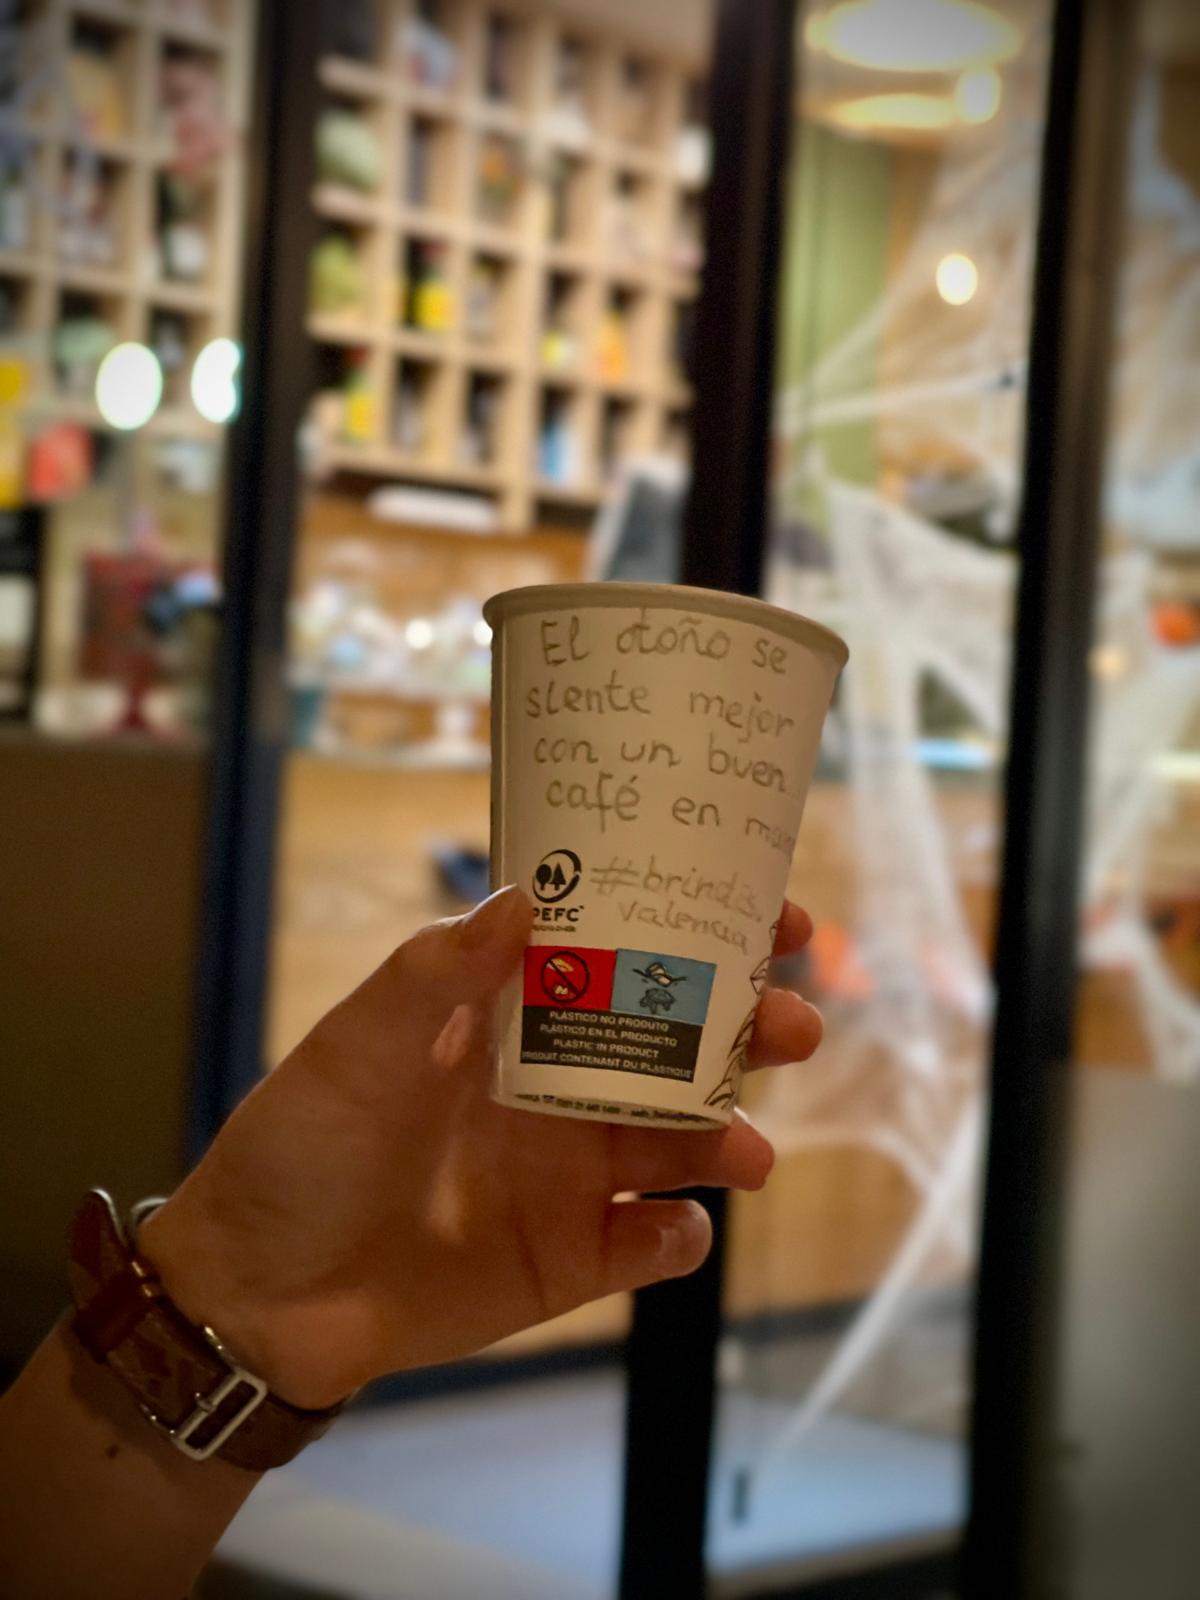 El otoño se
siente mejor
con un buen
café en
#brindis.
valencia
PEFC
PLÁSTICO NO PRODUTO
PLÁSTICO EN EL PRODUCTO
PLASTIC IN PRODUCT
PRODUIT CONTENANT DU PLASTIQUE